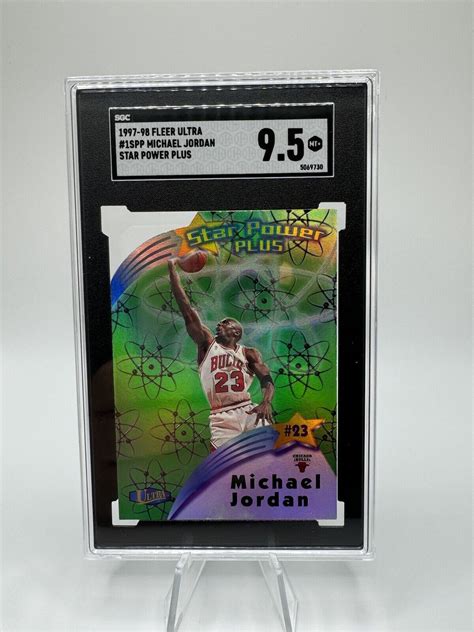 SGC
1997-98 FLEER ULTRA
#1SPP MICHAEL JORDAN
STAR POWER PLUS
9.5
MT+
5069730
Star Power
PLUS
BULLS
23
#23
CHICAGO
BULLS
Michael
Jordan
ULTRA